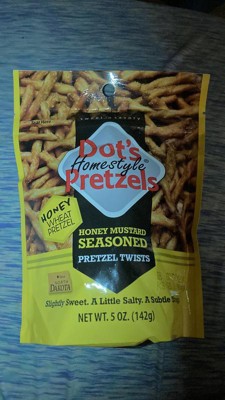 Dot's
Homestyle®
Pretzels
HONEY
WHEAT
PRETZEL
HONEY MUSTARD
SEASONED
PRETZEL TWISTS
DAKOTA
Slightly Sweet. A Little Salty. A Subtle
NET WT. 5 OZ. (142g)